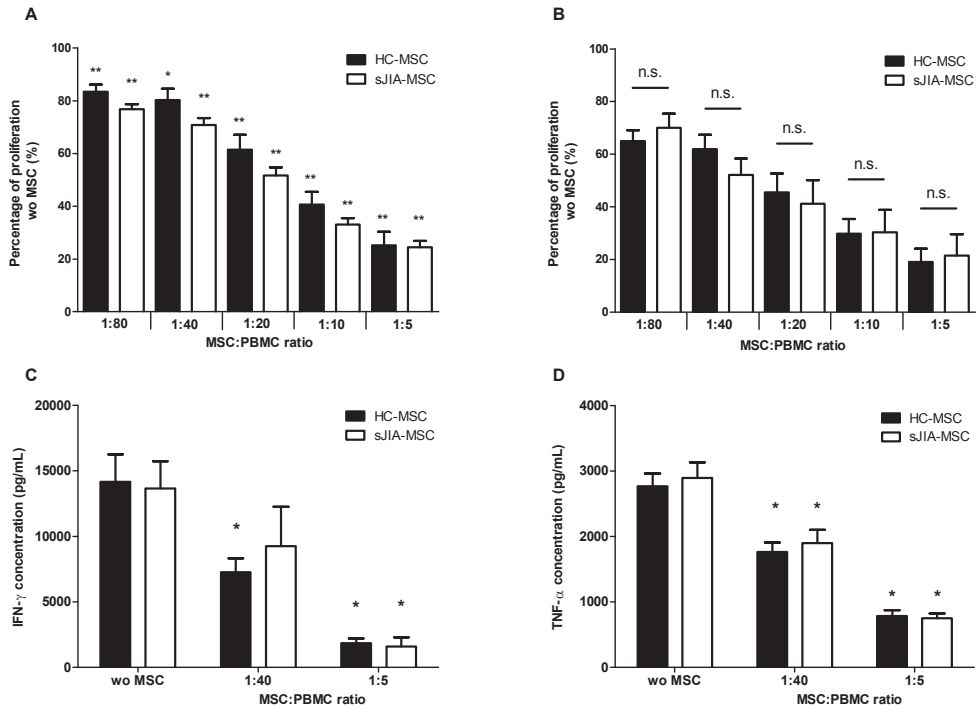 A
Percentage of proliferation
wo MSC (%)
100
80
60
40
20
0
HC-MSC
sJIA-MSC
** ** * ** ** ** ** ** ** **
1:80 1:40 1:20 1:10 1:5
MSC:PBMC ratio
B
Percentage of proliferation
wo MSC (%)
100
80
60
40
20
0
HC-MSC
sJIA-MSC
n.s. n.s. n.s. n.s. n.s.
1:80 1:40 1:20 1:10 1:5
MSC:PBMC ratio
C
IFN-γ concentration (pg/mL)
20000
15000
10000
5000
0
HC-MSC
sJIA-MSC
* * *
wo MSC 1:40 1:5
MSC:PBMC ratio
D
TNF-α concentration (pg/mL)
4000
3000
2000
1000
0
HC-MSC
sJIA-MSC
* * * *
wo MSC 1:40 1:5
MSC:PBMC ratio